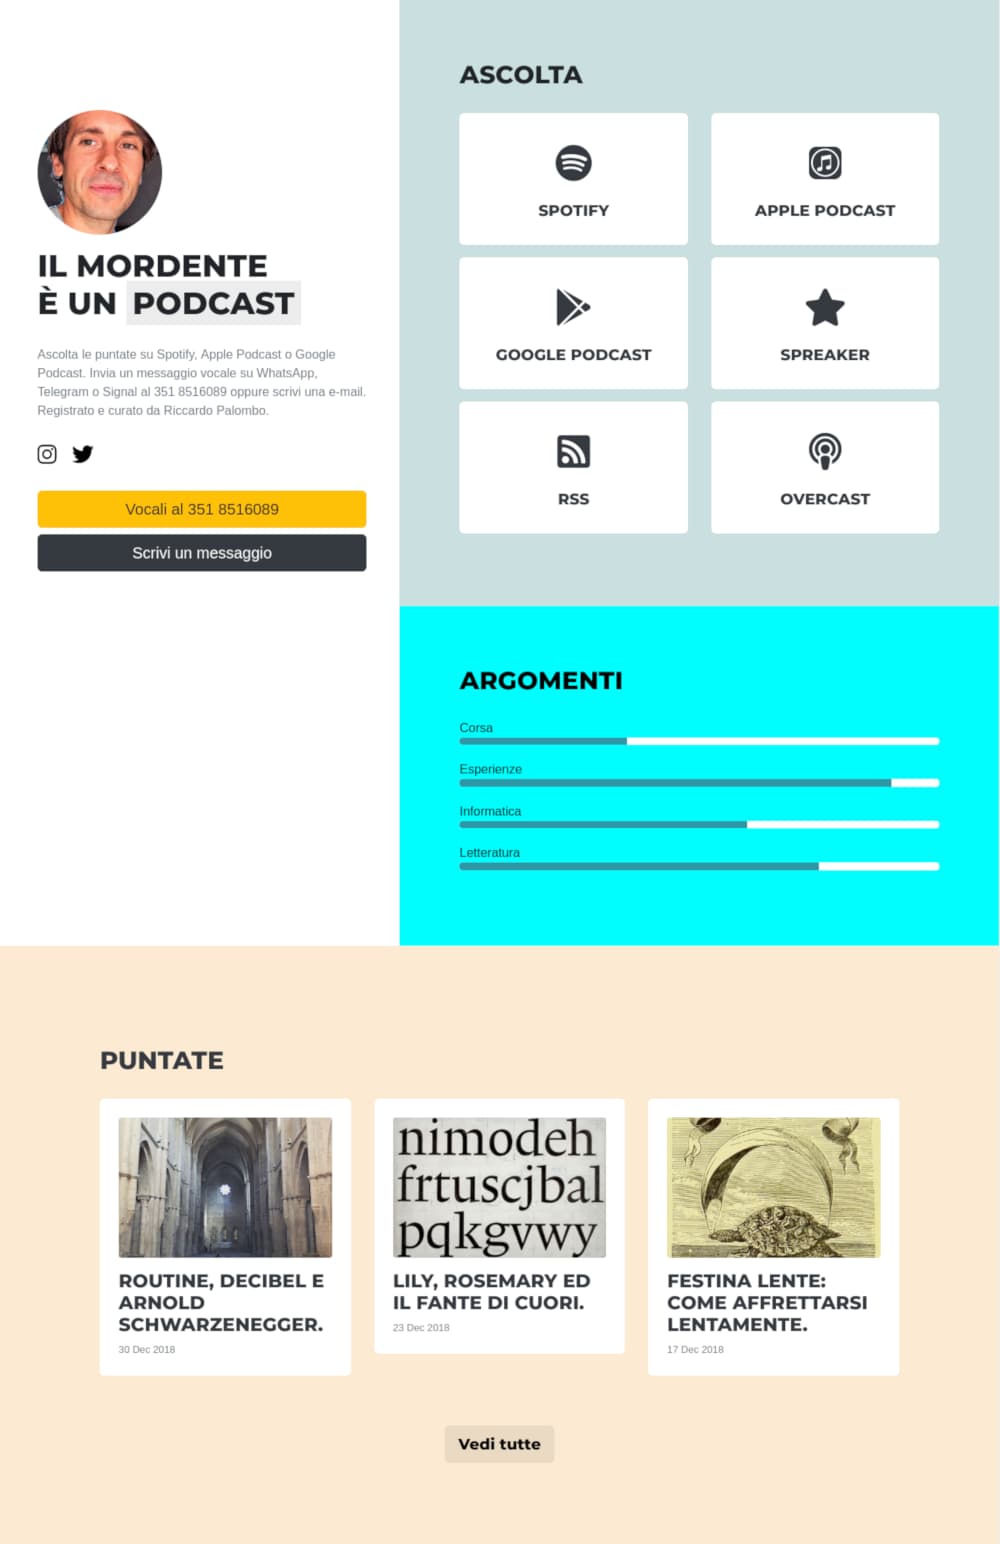 IL MORDENTE
È UN PODCAST
Ascolta le puntate su Spotify, Apple Podcast o Google
Podcast. Invia un messaggio vocale su WhatsApp,
Telegram o Signal al 351 8516089 oppure scrivi una e-mail.
Registrato e curato da Riccardo Palombo.
Vocali al 351 8516089
Scrivi un messaggio
ASCOLTA
SPOTIFY
APPLE PODCAST
GOOGLE PODCAST
SPREAKER
RSS
OVERCAST
ARGOMENTI
Corsa
Esperienze
Informatica
Letteratura
PUNTATE
ROUTINE, DECIBEL E
ARNOLD
SCHWARZENEGGER.
30 Dec 2018
nimodeh
frtuscjbal
pqkgvwy
LILY, ROSEMARY ED
IL FANTE DI CUORI.
23 Dec 2018
FESTINA LENTE:
COME AFFRETTARSI
LENTAMENTE.
17 Dec 2018
Vedi tutte